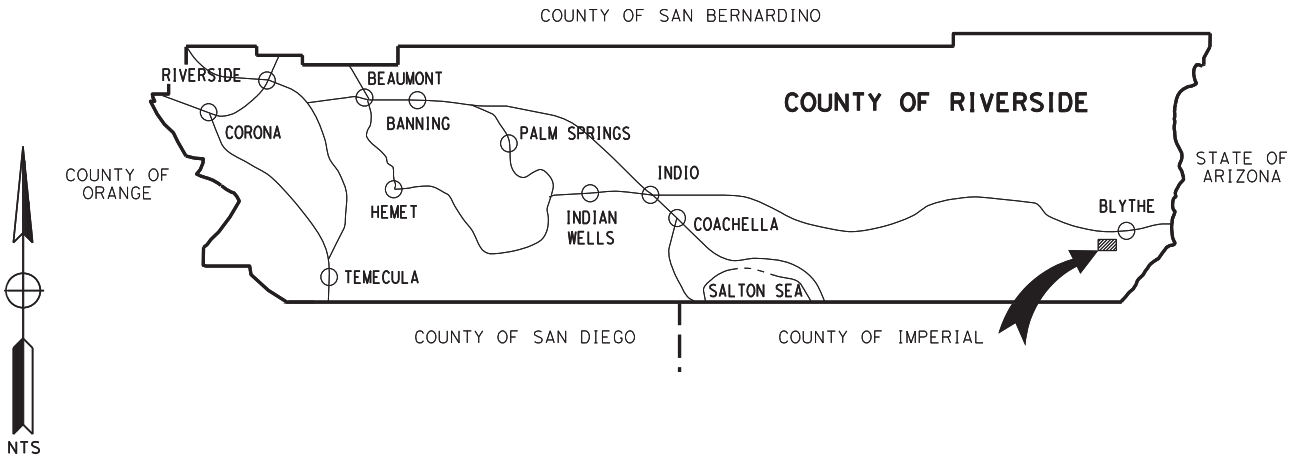 COUNTY OF SAN BERNARDINO
RIVERSIDE
BEAUMONT
COUNTY OF RIVERSIDE
CORONA
BANNING
PALM SPRINGS
STATE OF
ARIZONA
COUNTY OF
ORANGE
INDIO
HEMET
INDIAN
WELLS
COACHELLA
BLYTHE
TEMECULA
SALTON SEA
COUNTY OF SAN DIEGO
COUNTY OF IMPERIAL
NTS